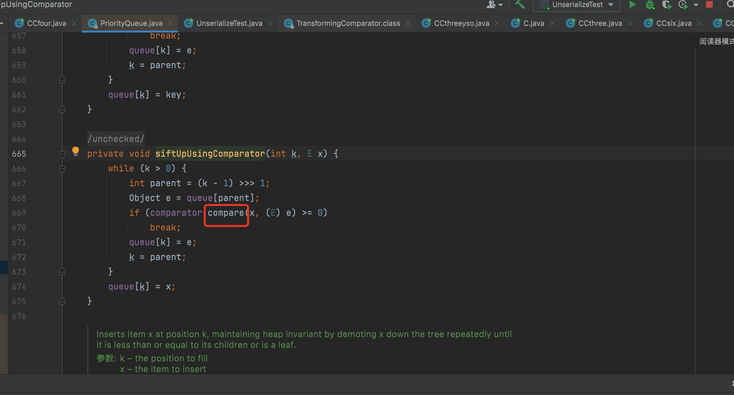 UsingComparator
UnserializeTest
CCfour.java
PriorityQueue.java
UnserializeTest.java
TransformingComparator.class
CCthreeyso.java
C.java
CCthree.java
CCsix.java
阅读器模式
657 break;
658 queue[k] = e;
659 k = parent;
660 }
661 queue[k] = key;
662 }
663
664 /unchecked/
665 private void siftUpUsingComparator(int k, E x) {
666 while (k > 0) {
667 int parent = (k - 1) >>> 1;
668 Object e = queue[parent];
669 if (comparator.compare(x, (E) e) >= 0)
670 break;
671 queue[k] = e;
672 k = parent;
673 }
674 queue[k] = x;
675 }
676
Inserts item x at position k, maintaining heap invariant by demoting x down the tree repeatedly until
it is less than or equal to its children or is a leaf.
参数: k – the position to fill
x – the item to insert